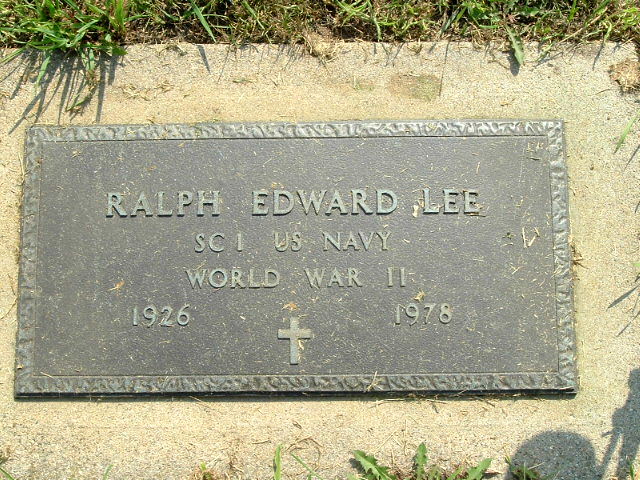 RALPH EDWARD LEE
SC1 US NAVY
WORLD WAR II
1926 1978